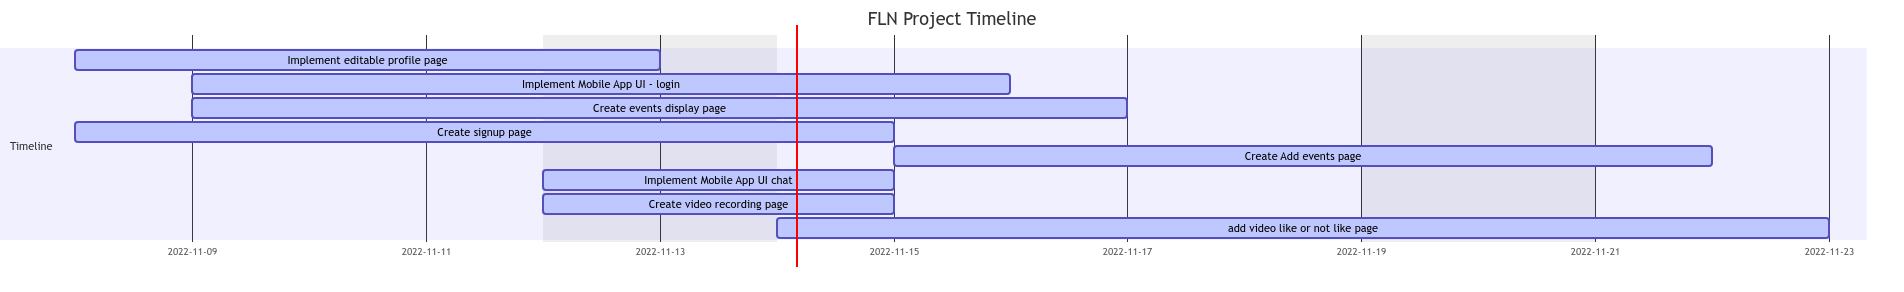 FLN Project Timeline
Implement editable profile page
Implement Mobile App UI - login
Create events display page
Create signup page
Timeline
Create Add events page
Implement Mobile App UI chat
Create video recording page
add video like or not like page
2022-11-09 2022-11-11 2022-11-13 2022-11-15 2022-11-17 2022-11-19 2022-11-21 2022-11-23